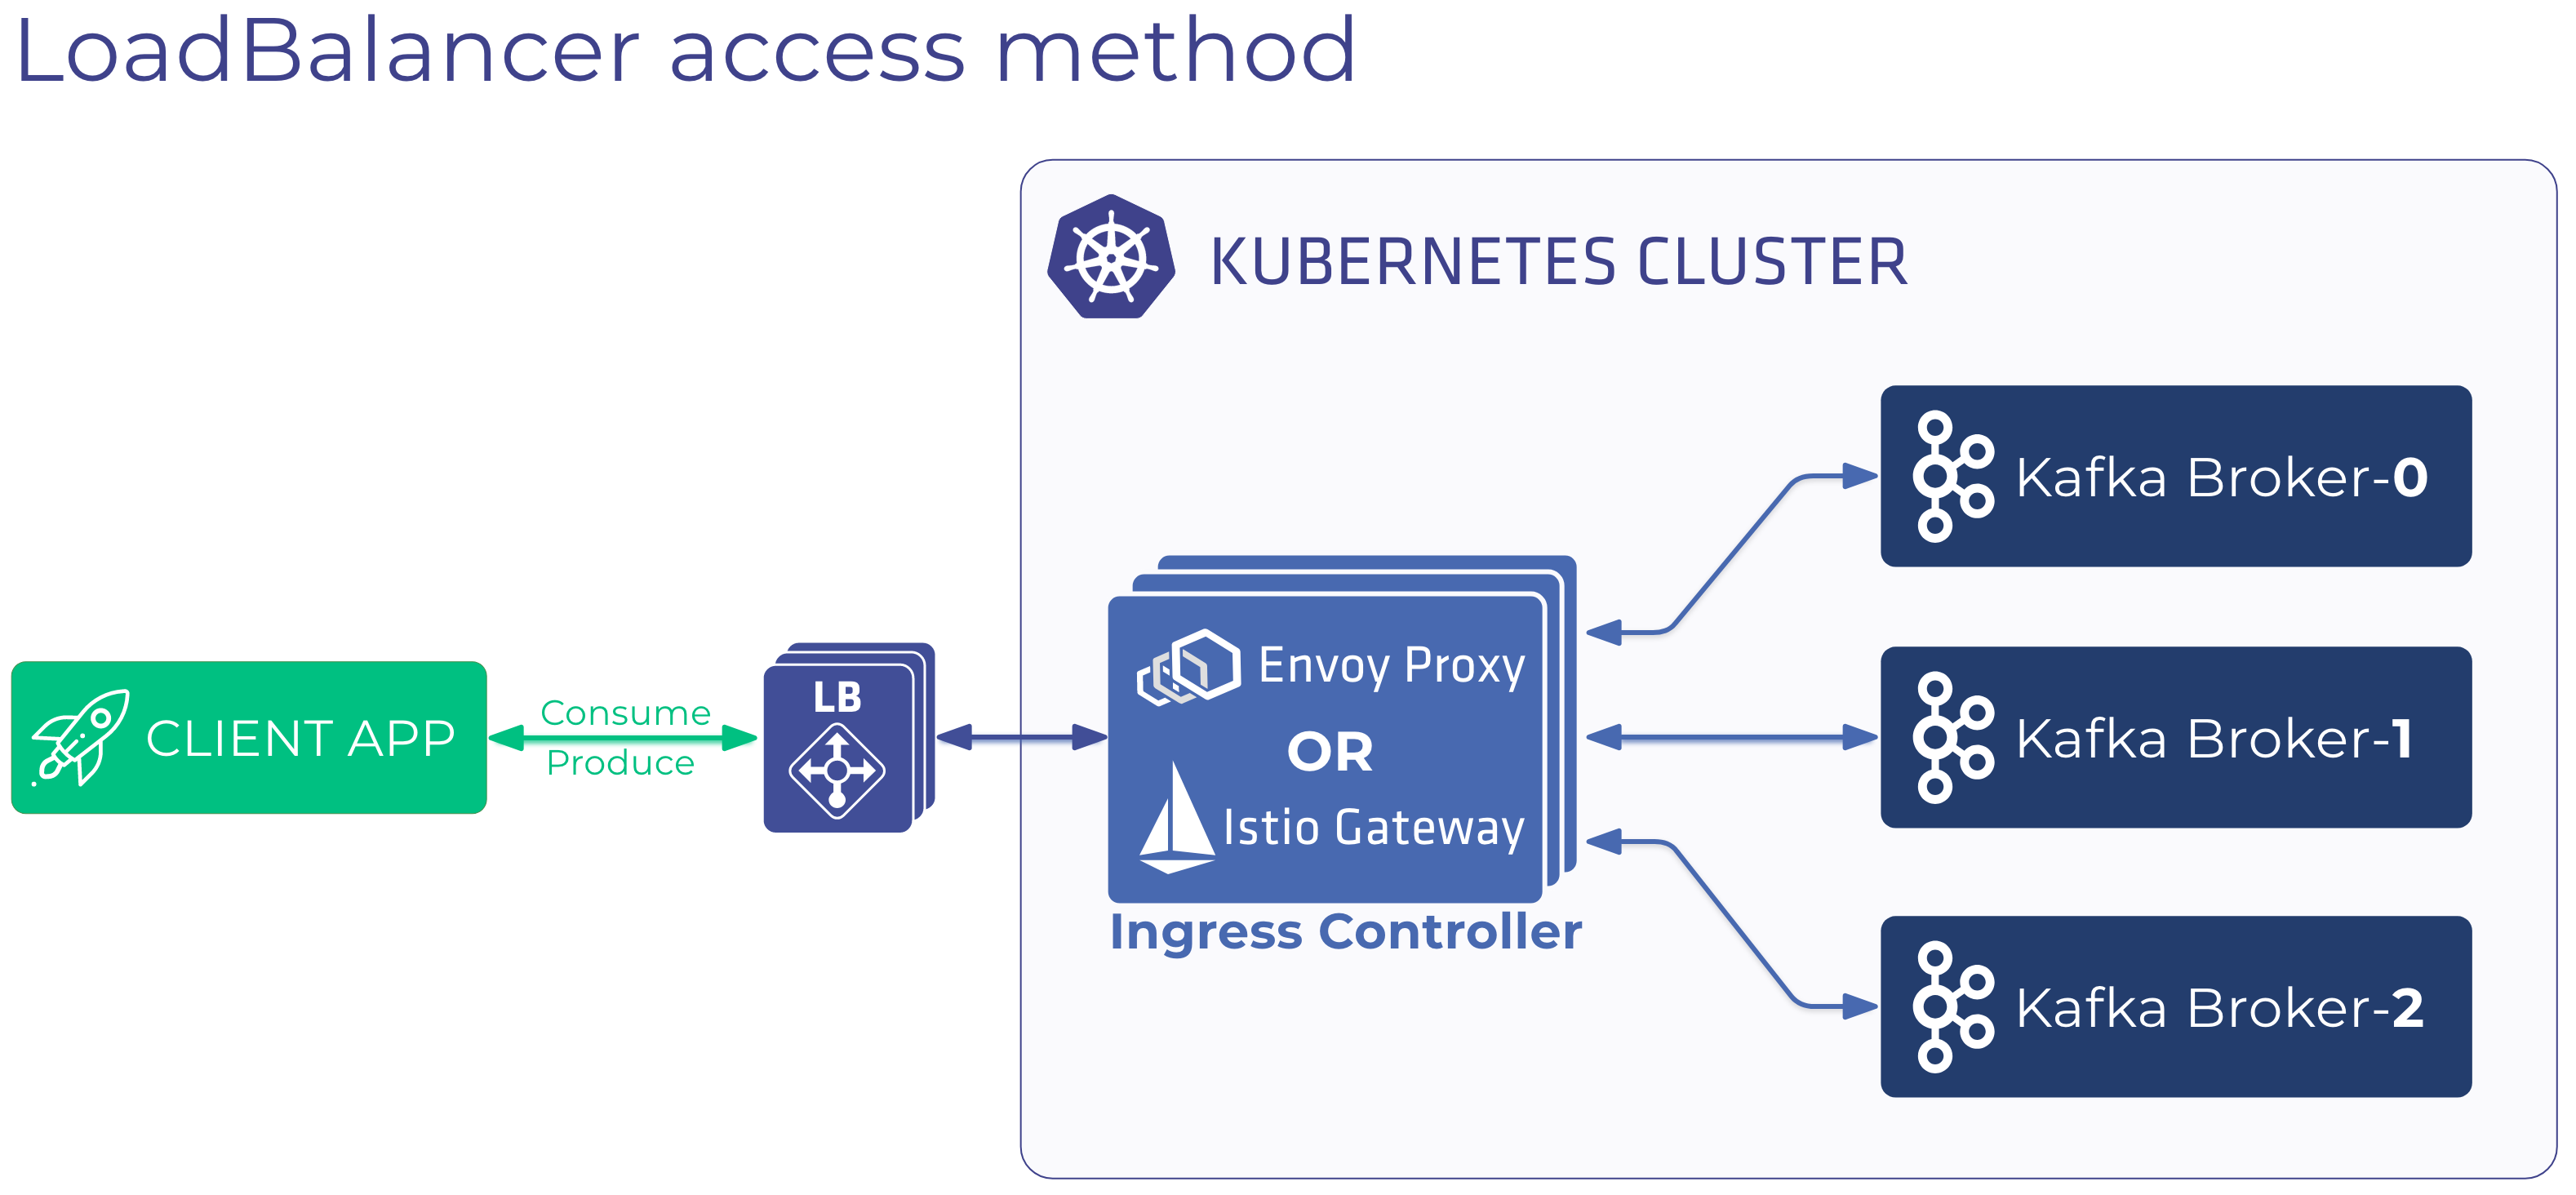 LoadBalancer access method
KUBERNETES CLUSTER
Kafka Broker-0
Envoy Proxy
OR
Istio Gateway
Ingress Controller
LB
CLIENT APP
Consume
Produce
Kafka Broker-1
Kafka Broker-2